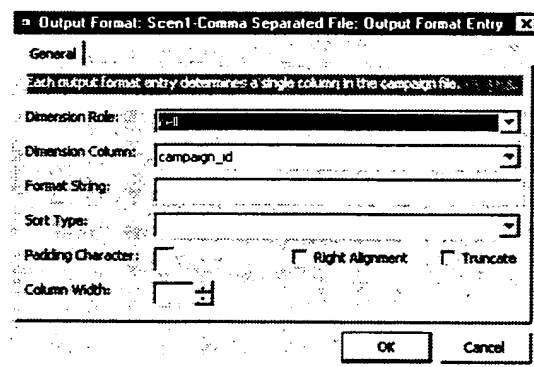 Output Format: Scen1-Comma Separated File: Output Format Entry
General
Each output format entry determines a single column in the campaign file.
Dimension Role:
Dimension Column: campaign_id
Format String:
Sort Type:
Padding Character: Right Alignment Truncate
Column Width:
OK Cancel